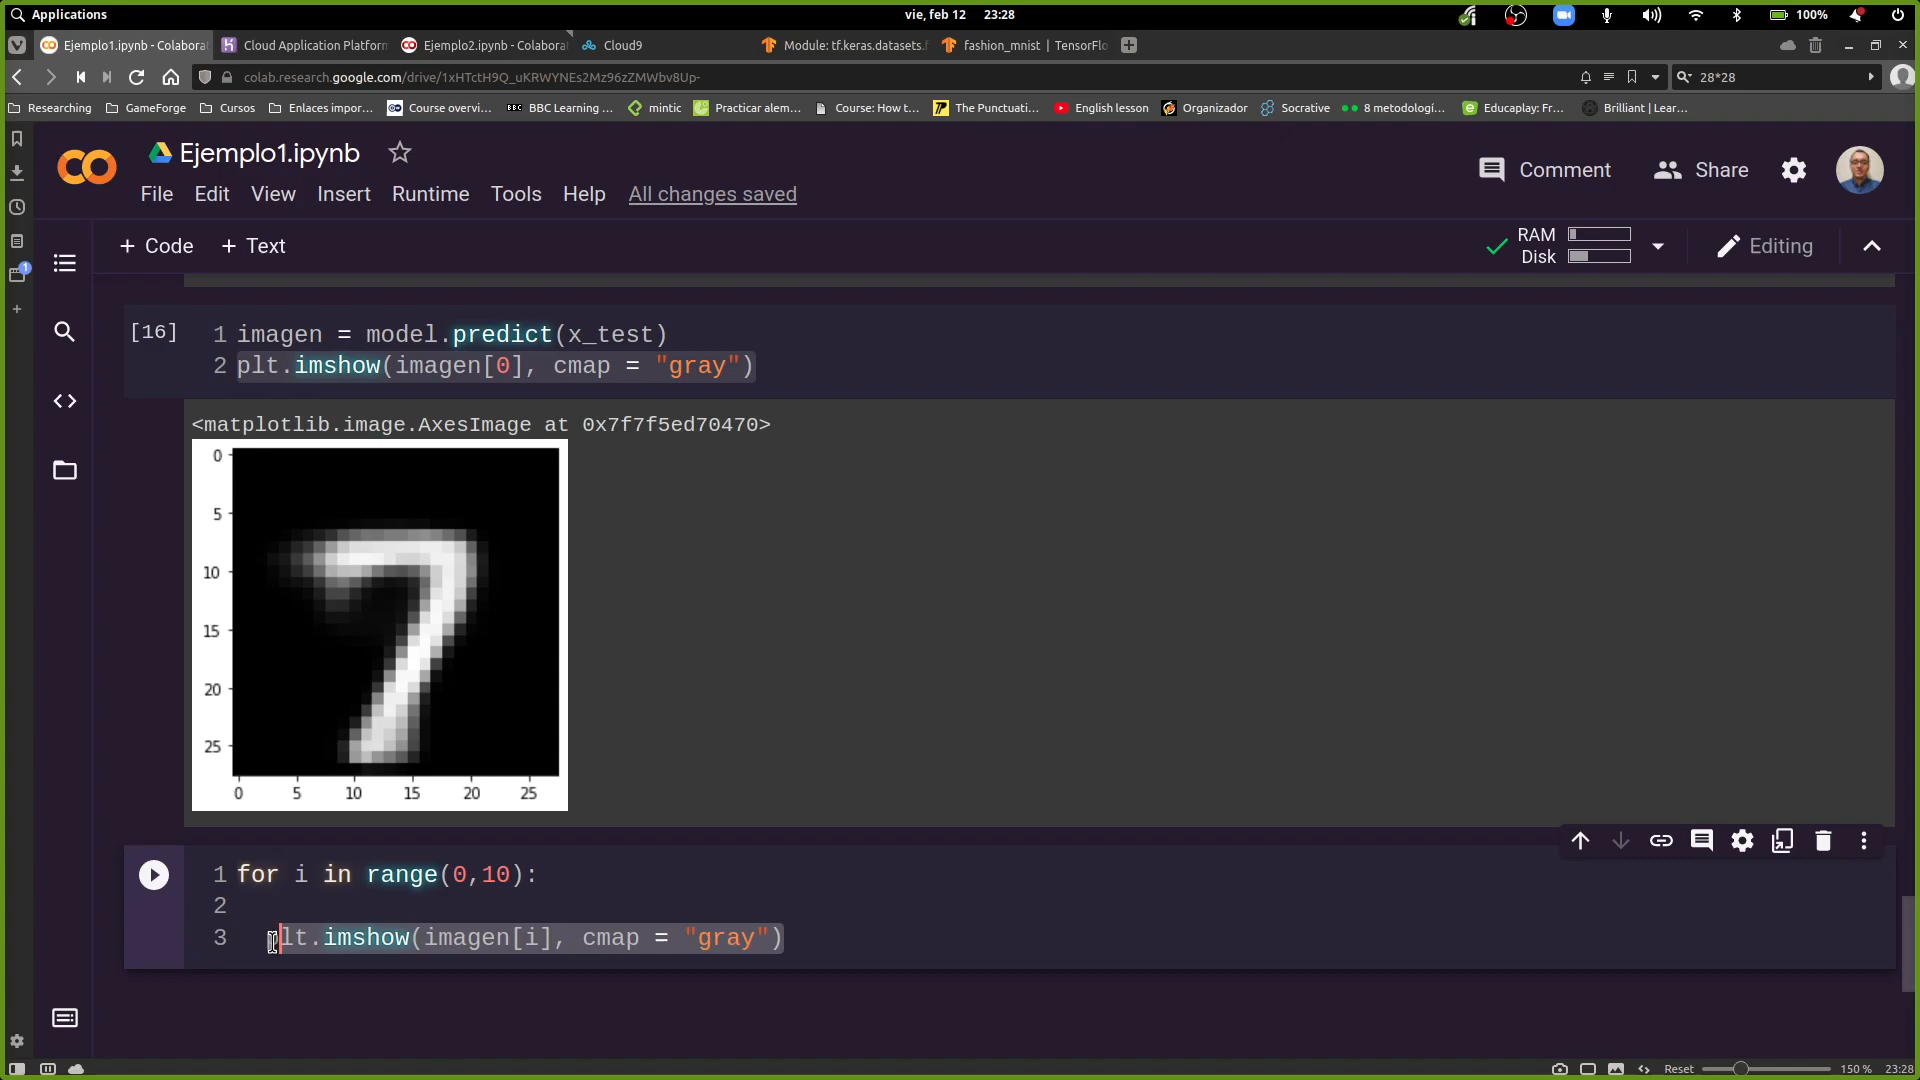 Applications
vie, feb 12 23:28
100%
Ejemplo1.ipynb - Colabora
Cloud Application Platform
Ejemplo2.ipynb - Colabora
Cloud9
Module: tf.keras.datasets.f
fashion_mnist | TensorFlo
colab.research.google.com/drive/1xHTctH9Q_uKRWYNEs2Mz96zZMWbv8Up-
28*28
Researching
GameForge
Cursos
Enlaces impor...
Course overvi...
BBC Learning ...
mintic
Practicar alem...
Course: How t...
The Punctuati...
English lesson
Organizador
Socrative
8 metodologí...
Educaplay: Fr...
Brilliant | Lear...
Ejemplo1.ipynb
Comment
Share
File Edit View Insert Runtime Tools Help All changes saved
+ Code + Text
RAM
Disk
Editing
1
[16] 1 imagen = model.predict(x_test)
2 plt.imshow(imagen[0], cmap = "gray")
<matplotlib.image.AxesImage at 0x7f7f5ed70470>
0
5
10
15
20
25
0 5 10 15 20 25
1 for i in range(0,10):
2
3 plt.imshow(imagen[i], cmap = "gray")
Reset 150 % 23:28